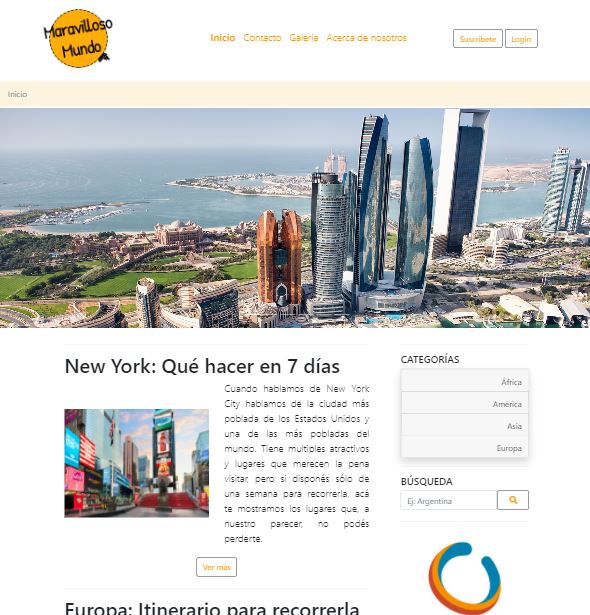 Maravilloso
Mundo
Inicio Contacto Galeria Acerca de nosotros
Suscribete Login
Inicio
New York: Qué hacer en 7 días
Cuando hablamos de New York
City hablamos de la ciudad más
poblada de los Estados Unidos y
una de las más pobladas del
mundo. Tiene multiples atractivos
y lugares que merecen la pena
visitar, pero si disponés sólo de
una semana para recorrerla, acá
te mostramos los lugares que, a
nuestro parecer, no podés
perderte.
Ver más
Europa: Itinerario para recorrerla
CATEGORÍAS
África
América
Asia
Europa
BÚSQUEDA
Ej: Argentina